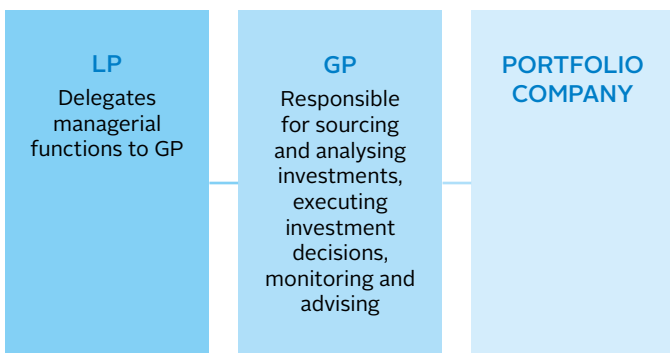 LP
Delegates
managerial
functions to GP
GP
Responsible
for sourcing
and analysing
investments,
executing
investment
decisions,
monitoring and
advising
PORTFOLIO
COMPANY